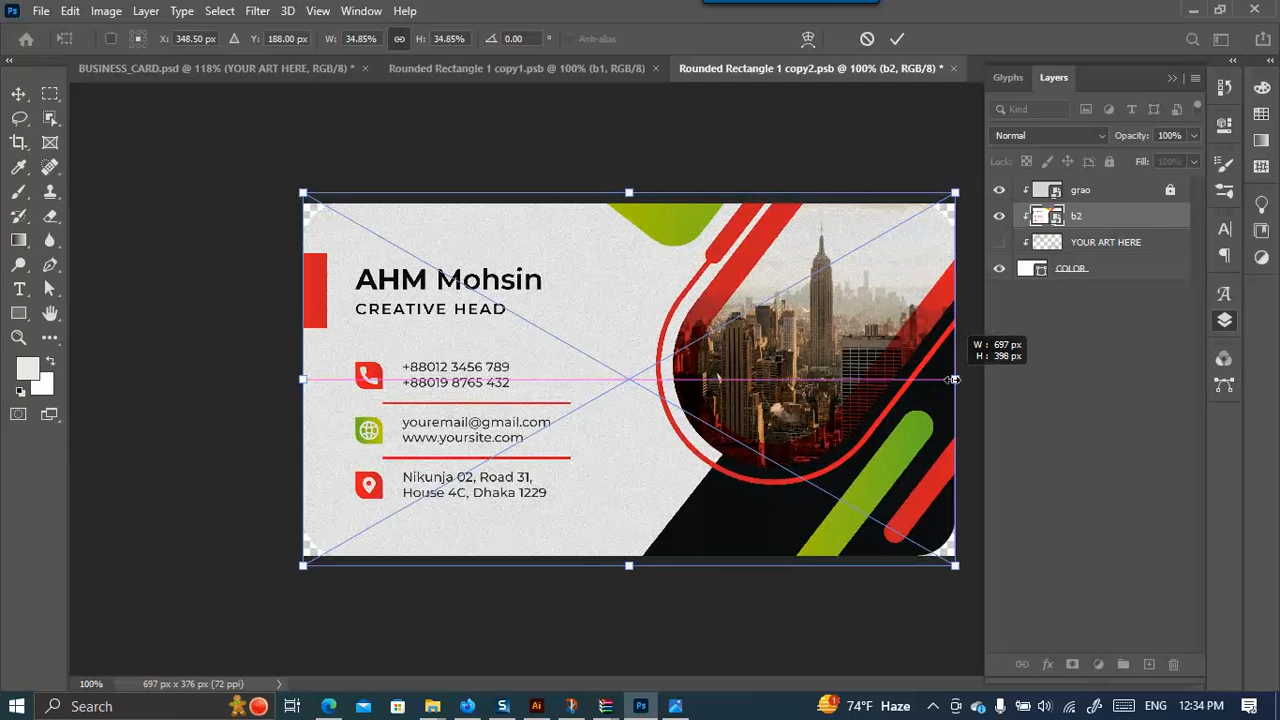 Ps File Edit Image Layer Type Select Filter 3D View Window Help
X: 348.50 px Y: 188.00 px W: 34.85% H: 34.85% 0.00 ° Anti-alias
BUSINESS_CARD.psd @ 118% (YOUR ART HERE, RGB/8) * × Rounded Rectangle 1 copy1.psb @ 100% (b1, RGB/8) × Rounded Rectangle 1 copy2.psb @ 100% (b2, RGB/8) * ×
Glyphs Layers
Kind
Normal Opacity: 100%
Lock: Fill: 100%
grao
b2
YOUR ART HERE
COLOR
AHM Mohsin
CREATIVE HEAD
+88012 3456 789
+88019 8765 432
youremail@gmail.com
www.yoursite.com
Nikunja 02, Road 31,
House 4C, Dhaka 1229
W: 697 px
H: 398 px
100% 697 px x 376 px (72 ppi)
Search
74°F Haze
ENG 12:34 PM